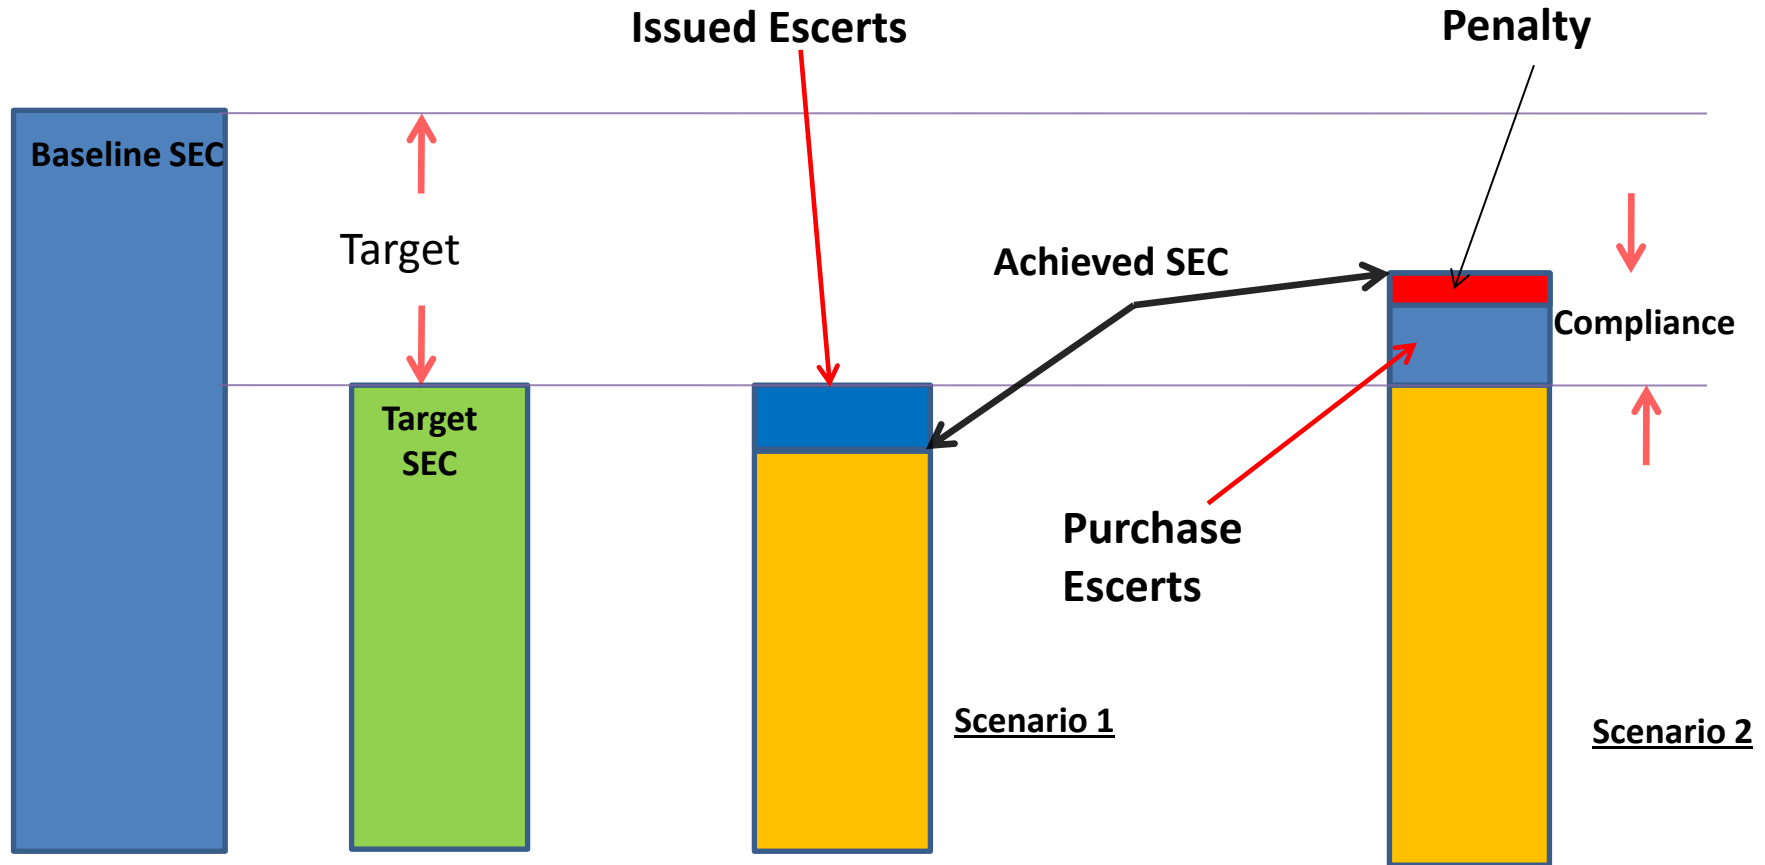 Issued Escerts
Penalty
Baseline SEC
Target
Achieved SEC
Compliance
Target
SEC
Purchase
Escerts
Scenario 1
Scenario 2